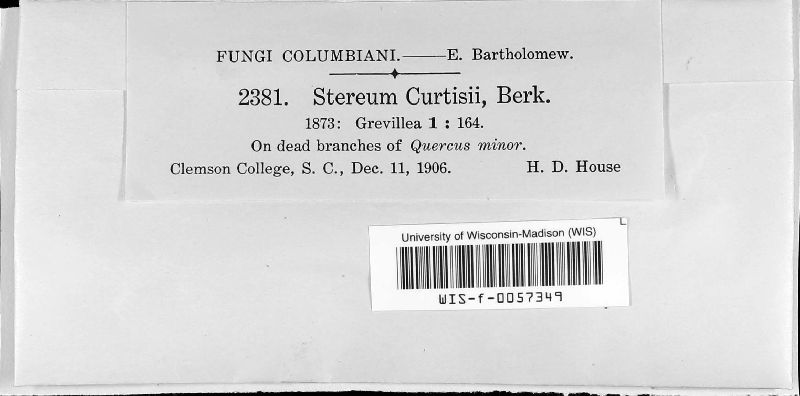 FUNGI COLUMBIANI.——E. Bartholomew.
2381. Stereum Curtisii, Berk.
1873: Grevillea 1 : 164.
On dead branches of Quercus minor.
Clemson College, S. C., Dec. 11, 1906. H. D. House
University of Wisconsin-Madison (WIS)
WIS-f-0057349